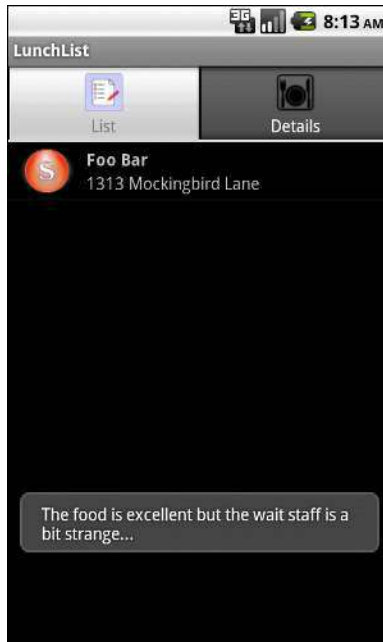 3G 8:13 AM
LunchList
List
Details
S
Foo Bar
1313 Mockingbird Lane
The food is excellent but the wait staff is a
bit strange...